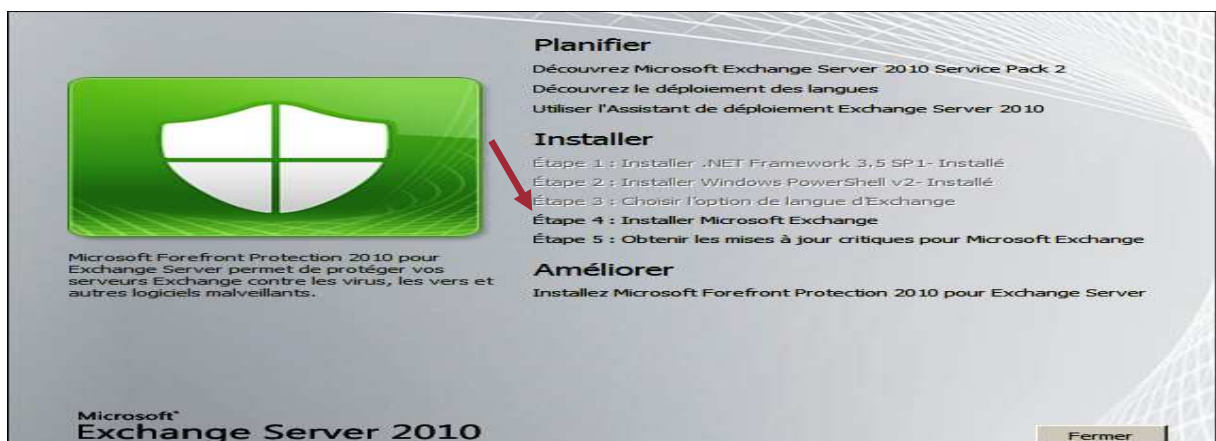 Planifier
Découvrez Microsoft Exchange Server 2010 Service Pack 2
Découvrez le déploiement des langues
Utiliser l'Assistant de déploiement Exchange Server 2010
Installer
Étape 1 : Installer .NET Framework 3,5 SP1- Installé
Étape 2 : Installer Windows PowerShell v2- Installé
Étape 3 : Choisir l'option de langue d'Exchange
Étape 4 : Installer Microsoft Exchange
Étape 5 : Obtenir les mises à jour critiques pour Microsoft Exchange
Améliorer
Installez Microsoft Forefront Protection 2010 pour Exchange Server
Microsoft Forefront Protection 2010 pour
Exchange Server permet de protéger vos
serveurs Exchange contre les virus, les vers et
autres logiciels malveillants.
Microsoft
Exchange Server 2010
Fermer